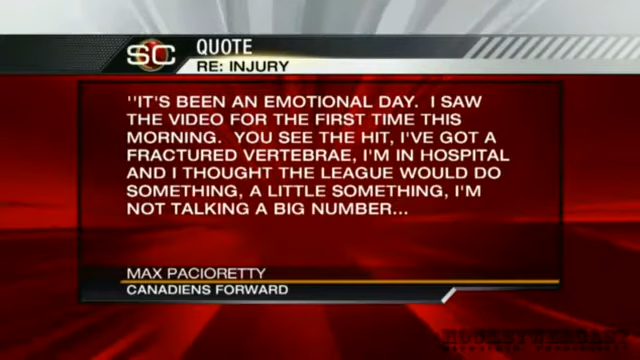 SC
QUOTE
RE: INJURY
"IT'S BEEN AN EMOTIONAL DAY. I SAW
THE VIDEO FOR THE FIRST TIME THIS
MORNING. YOU SEE THE HIT, I'VE GOT A
FRACTURED VERTEBRAE, I'M IN HOSPITAL
AND I THOUGHT THE LEAGUE WOULD DO
SOMETHING, A LITTLE SOMETHING, I'M
NOT TALKING A BIG NUMBER...
MAX PACIORETTY
CANADIENS FORWARD